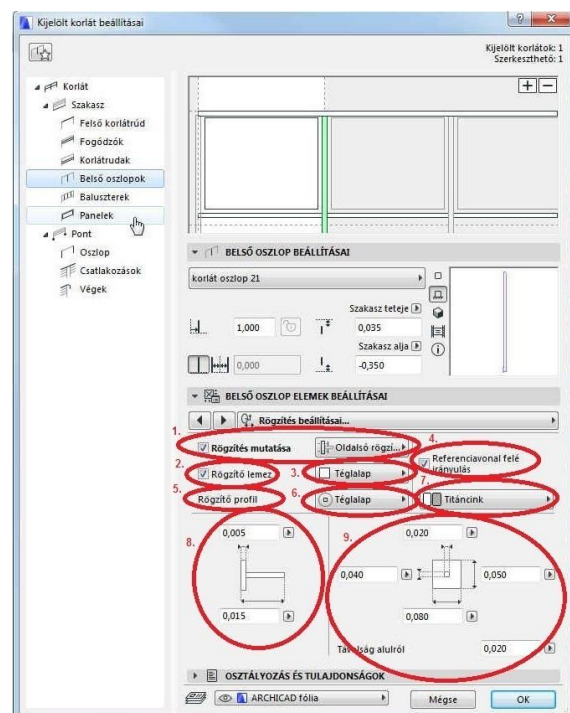 Kijelölt korlát beállításai
Kijelölt korlátok: 1
Szerkeszthető: 1
Korlát
Szakasz
Felső korlátrúd
Fogódzók
Korlátrudak
Belső oszlopok
Baluszterek
Panelek
Pont
Oszlop
Csatlakozások
Végek
BELSŐ OSZLOP BEÁLLÍTÁSAI
korlát oszlop 21
Szakasz teteje
1,000
0,035
Szakasz alja
0,000
-0,350
BELSŐ OSZLOP ELEMEK BEÁLLÍTÁSAI
Rögzítés beállításai...
1.
Rögzítés mutatása
Oldalsó rögzí...
4.
Referenciavonal felé
irányulás
2.
Rögzítő lemez
3.
Téglalap
5.
Rögzítő profil
6.
Téglalap
7.
Titáncink
8.
0,005
0,015
9.
0,020
0,040
0,050
0,080
Távolság alulról
0,020
OSZTÁLYOZÁS ÉS TULAJDONSÁGOK
ARCHICAD fólia
Mégse
OK